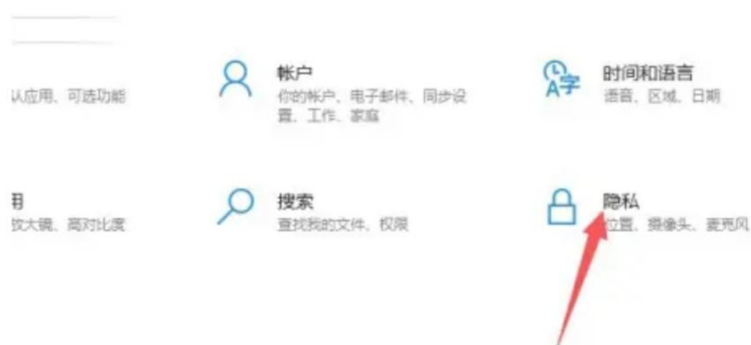 帐户
时间和语言
认应用、可选功能
你的帐户、电子邮件、同步设
置、工作、家庭
语音、区域、日期
用
搜索
隐私
放大镜、高对比度
查找我的文件、权限
位置、摄像头、麦克风